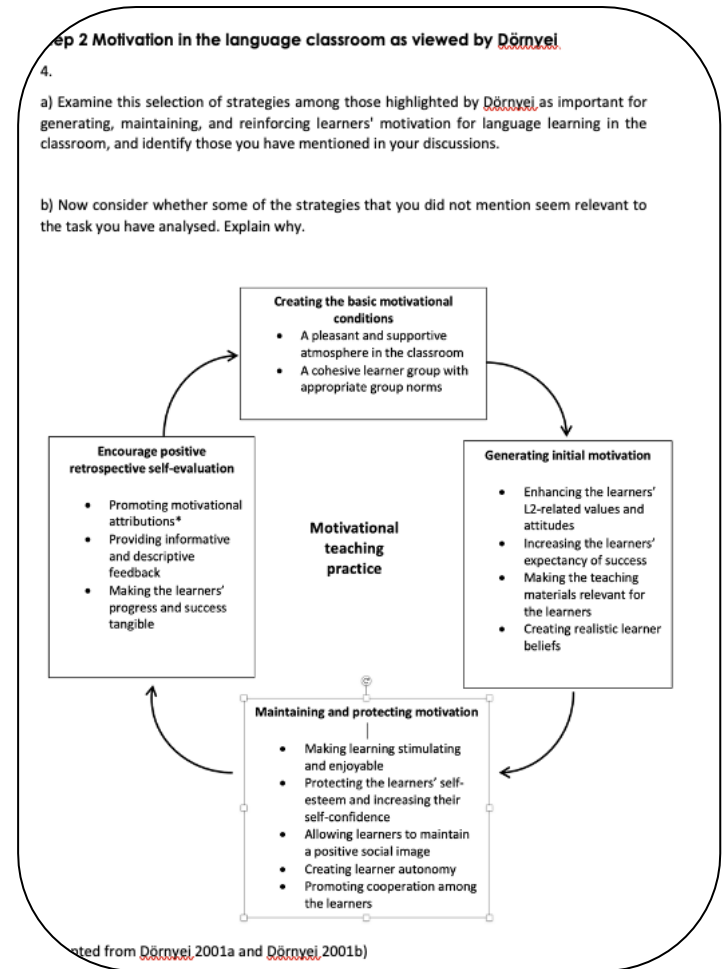 ep 2 Motivation in the language classroom as viewed by Dörnyei
4.
a) Examine this selection of strategies among those highlighted by Dörnyei as important for
generating, maintaining, and reinforcing learners' motivation for language learning in the
classroom, and identify those you have mentioned in your discussions.
b) Now consider whether some of the strategies that you did not mention seem relevant to
the task you have analysed. Explain why.
Creating the basic motivational
conditions
• A pleasant and supportive
atmosphere in the classroom
• A cohesive learner group with
appropriate group norms
Encourage positive
retrospective self-evaluation
• Promoting motivational
attributions*
• Providing informative
and descriptive
feedback
• Making the learners'
progress and success
tangible
Motivational
teaching
practice
Generating initial motivation
• Enhancing the learners'
L2-related values and
attitudes
• Increasing the learners'
expectancy of success
• Making the teaching
materials relevant for
the learners
• Creating realistic learner
beliefs
Maintaining and protecting motivation
• Making learning stimulating
and enjoyable
• Protecting the learners' self-
esteem and increasing their
self-confidence
• Allowing learners to maintain
a positive social image
• Creating learner autonomy
• Promoting cooperation among
the learners
pted from Dörnyei 2001a and Dörnyei 2001b)